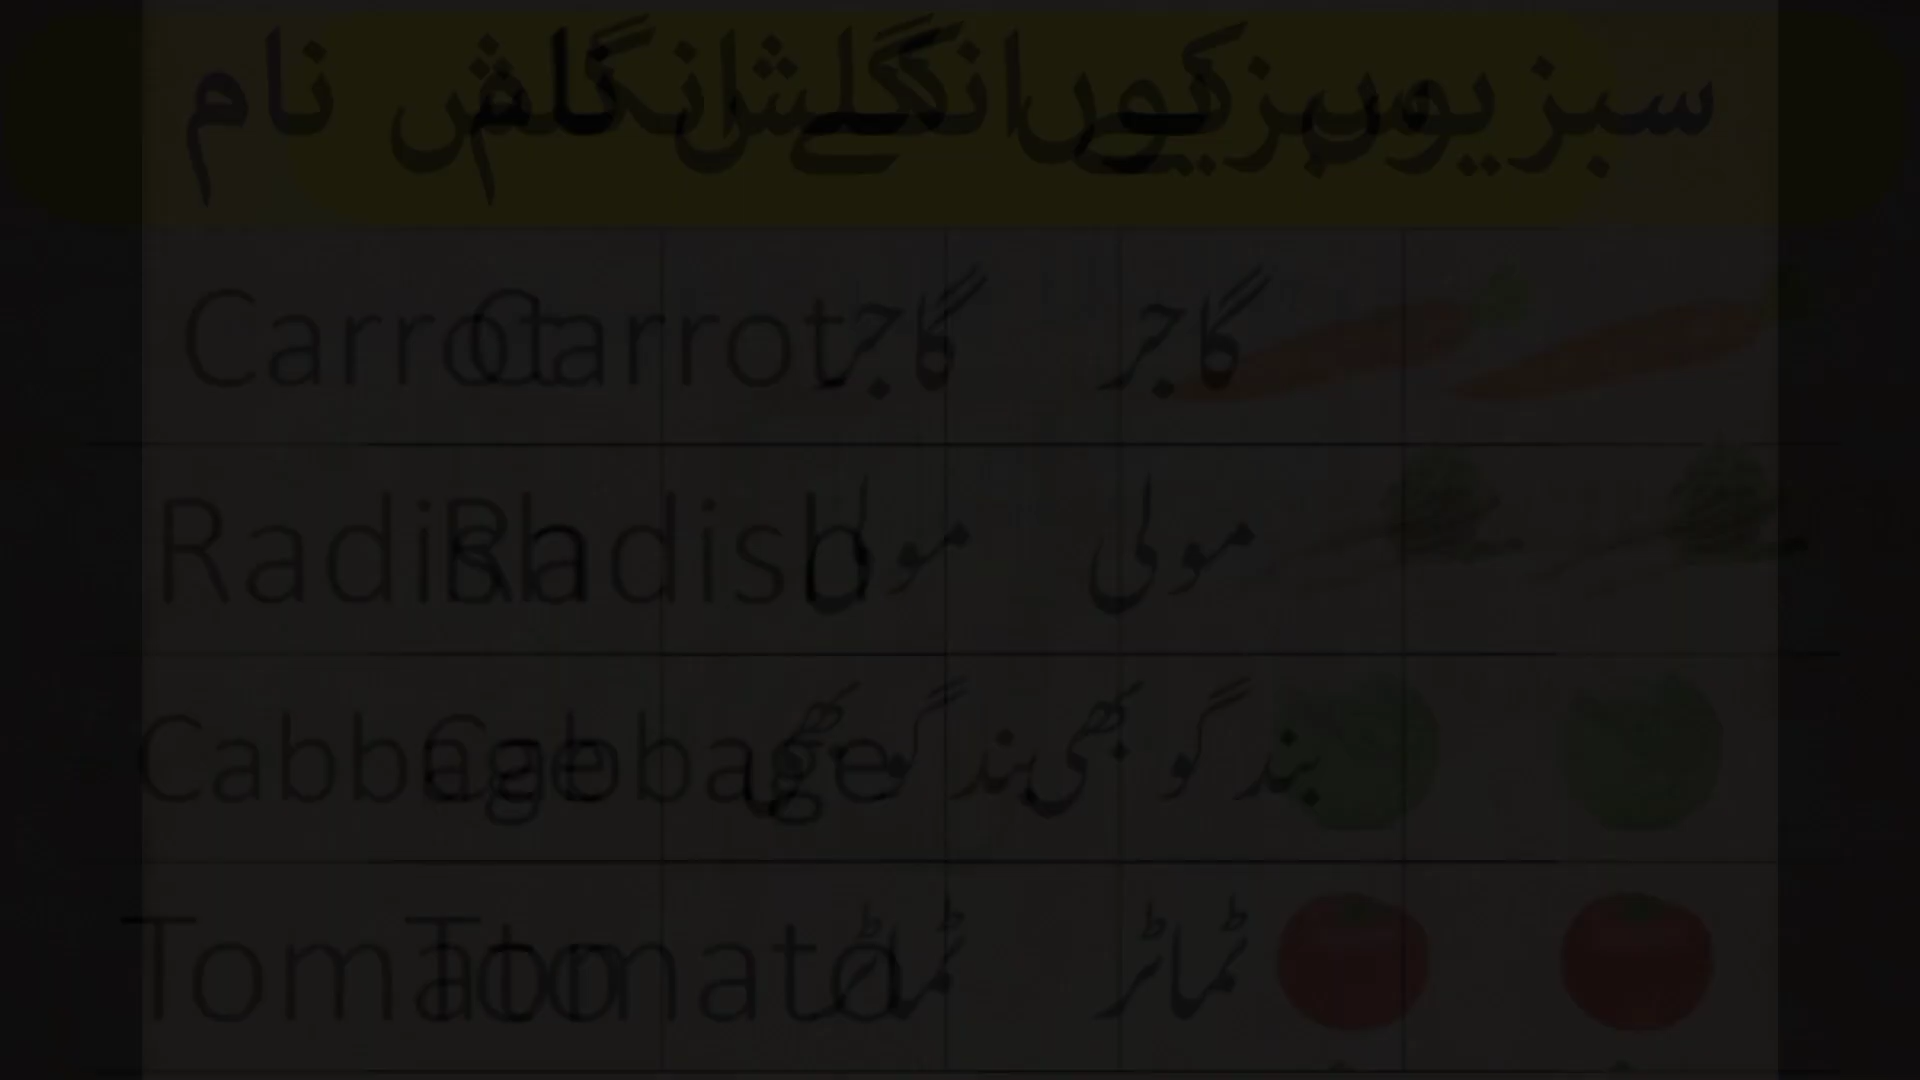 سبزیوں کے انگلش نام
Carrot گاجر
Radish مولی
Cabbage بند گوبھی
Tomato ٹماٹر